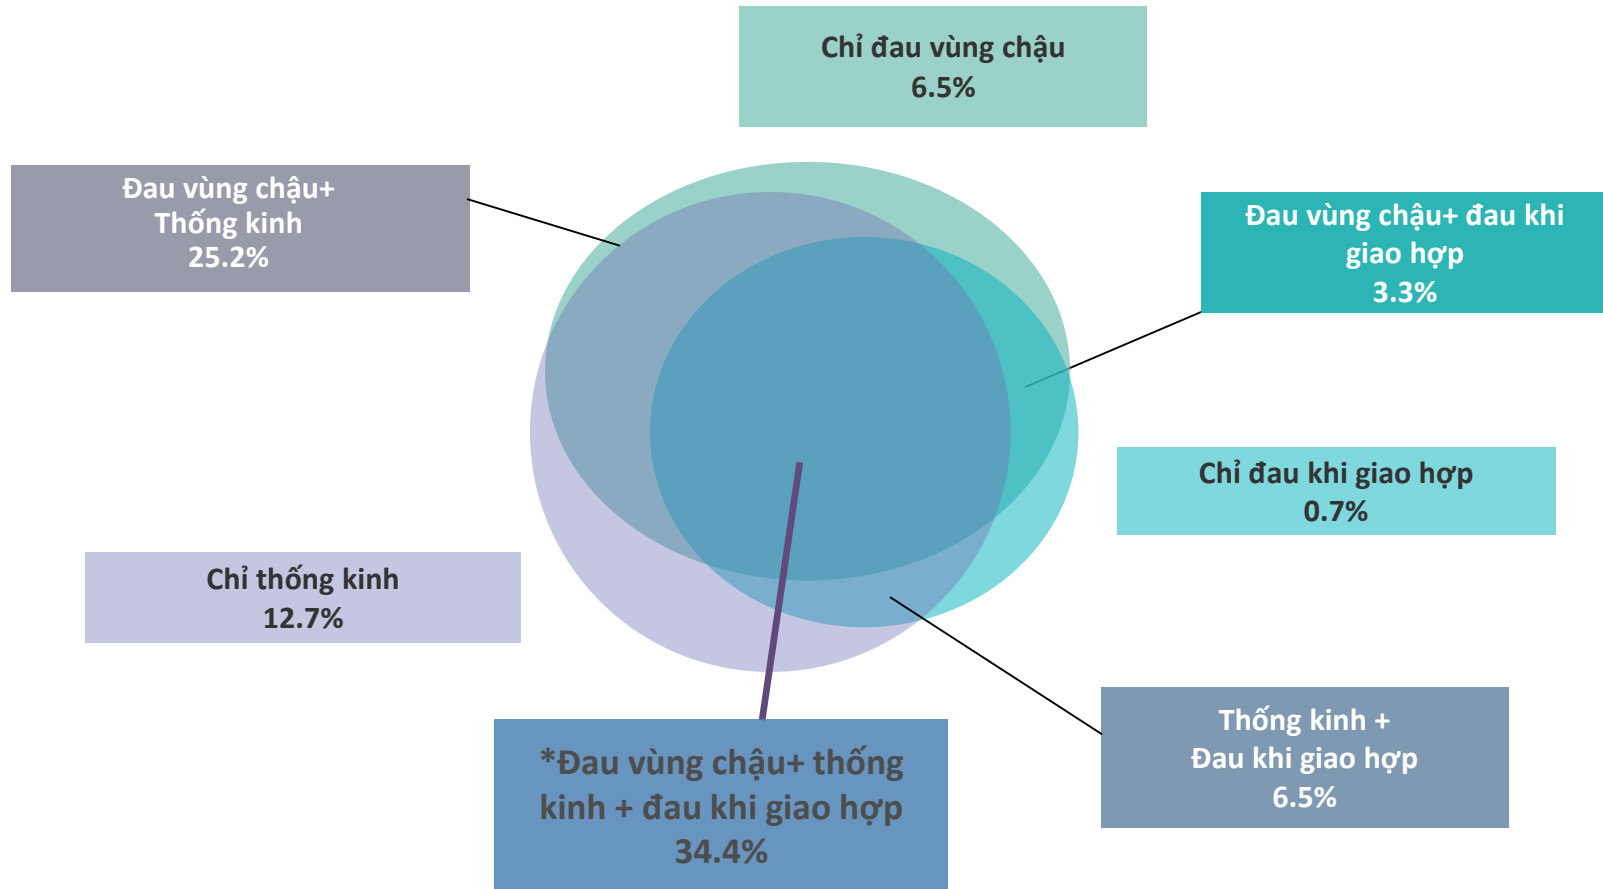 Chỉ đau vùng chậu
6.5%
Đau vùng chậu+
Thống kinh
25.2%
Đau vùng chậu+ đau khi
giao hợp
3.3%
Chỉ đau khi giao hợp
0.7%
Chỉ thống kinh
12.7%
Thống kinh +
Đau khi giao hợp
6.5%
*Đau vùng chậu+ thống
kinh + đau khi giao hợp
34.4%